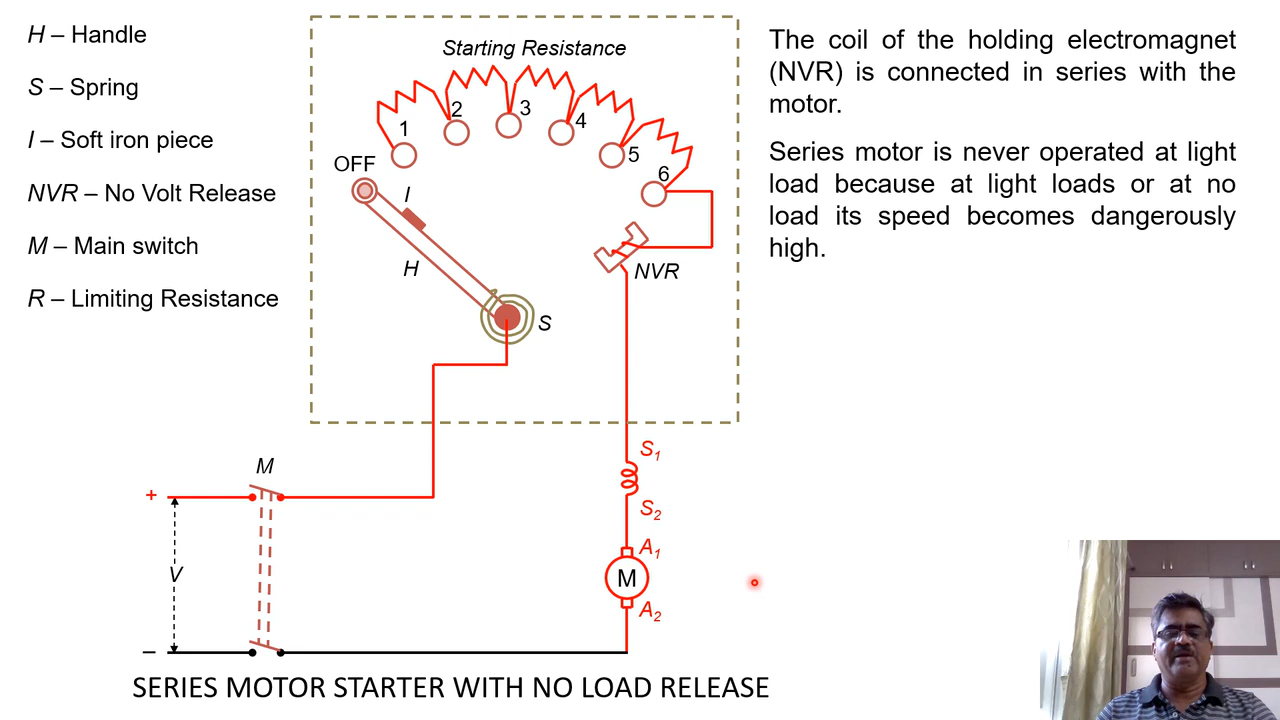 H – Handle
S – Spring
I – Soft iron piece
NVR – No Volt Release
M – Main switch
R – Limiting Resistance
Starting Resistance
1
2
3
4
5
6
OFF
I
H
S
NVR
S1
S2
A1
M
A2
M
+
V
–
SERIES MOTOR STARTER WITH NO LOAD RELEASE
The coil of the holding electromagnet
(NVR) is connected in series with the
motor.
Series motor is never operated at light
load because at light loads or at no
load its speed becomes dangerously
high.